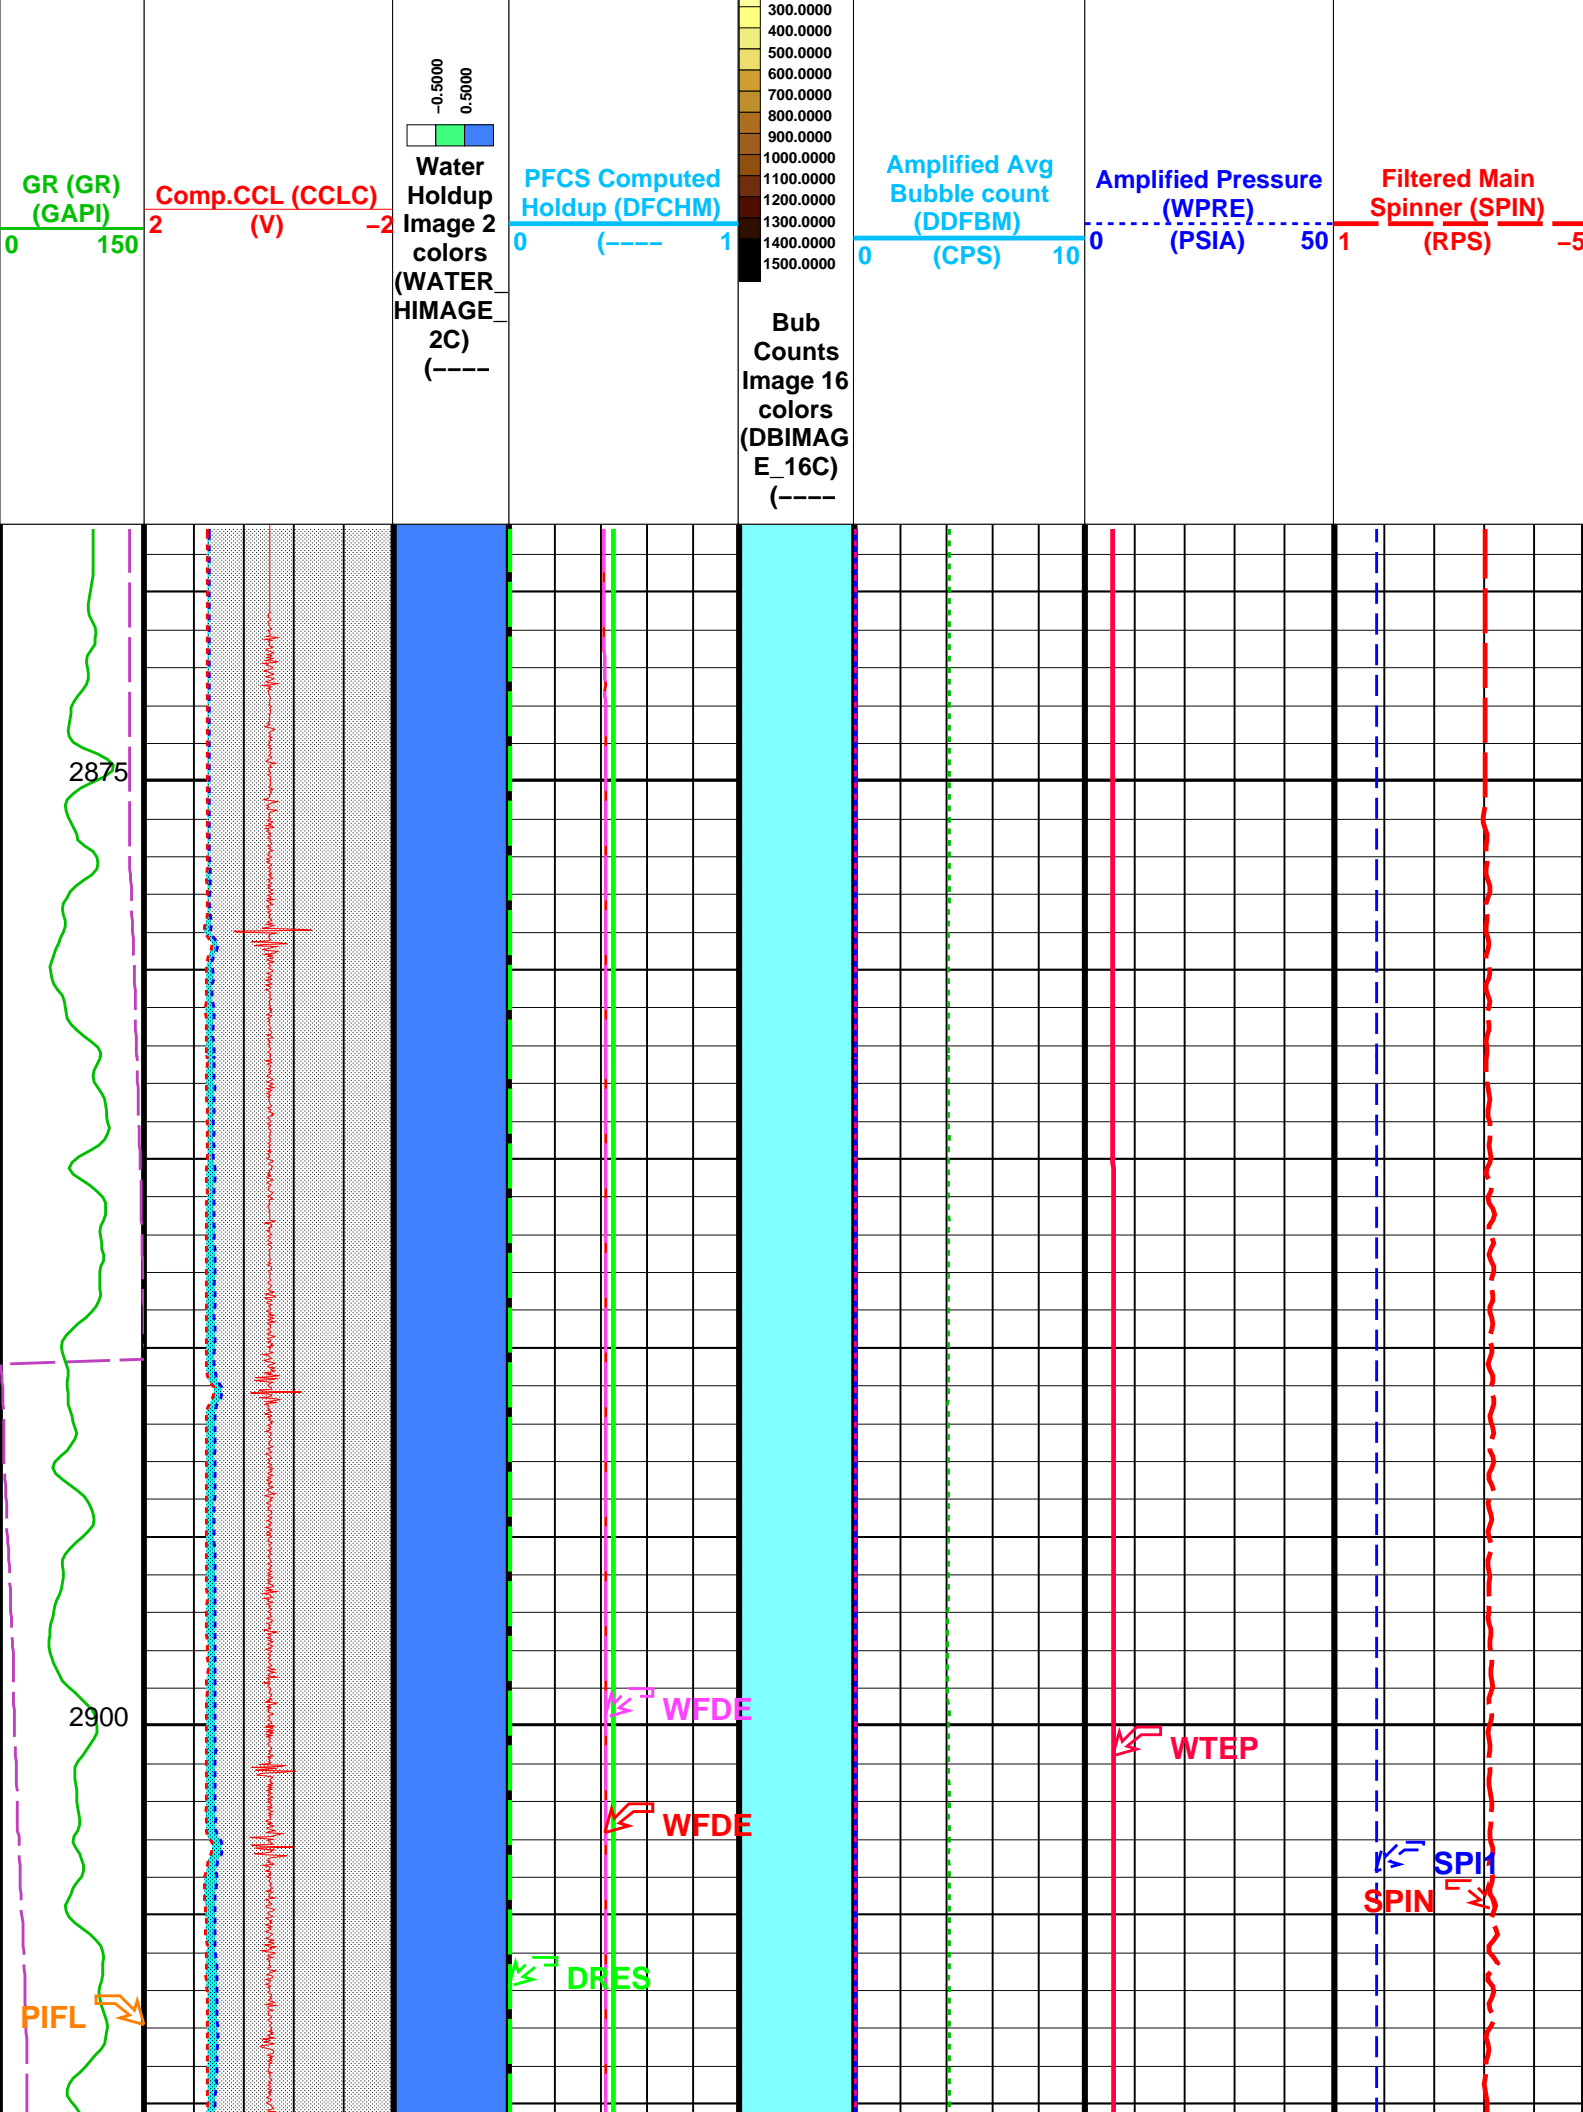 GR (GR)
(GAPI)
0 150
Comp.CCL (CCLC)
2 (V) −2
−0.5000
0.5000
Water
Holdup
Image 2
colors
(WATER_
HIMAGE_
2C)
(−−−−
PFCS Computed
Holdup (DFCHM)
0 (−−−− 1
300.0000
400.0000
500.0000
600.0000
700.0000
800.0000
900.0000
1000.0000
1100.0000
1200.0000
1300.0000
1400.0000
1500.0000
Bub
Counts
Image 16
colors
(DBIMAG
E_16C)
(−−−−
Amplified Avg
Bubble count
(DDFBM)
0 (CPS) 10
Amplified Pressure
(WPRE)
0 (PSIA) 50
Filtered Main
Spinner (SPIN)
1 (RPS) −5
2875
2900
WFDE
WTEP
WFDE
SPI1
SPIN
DRES
PIFL